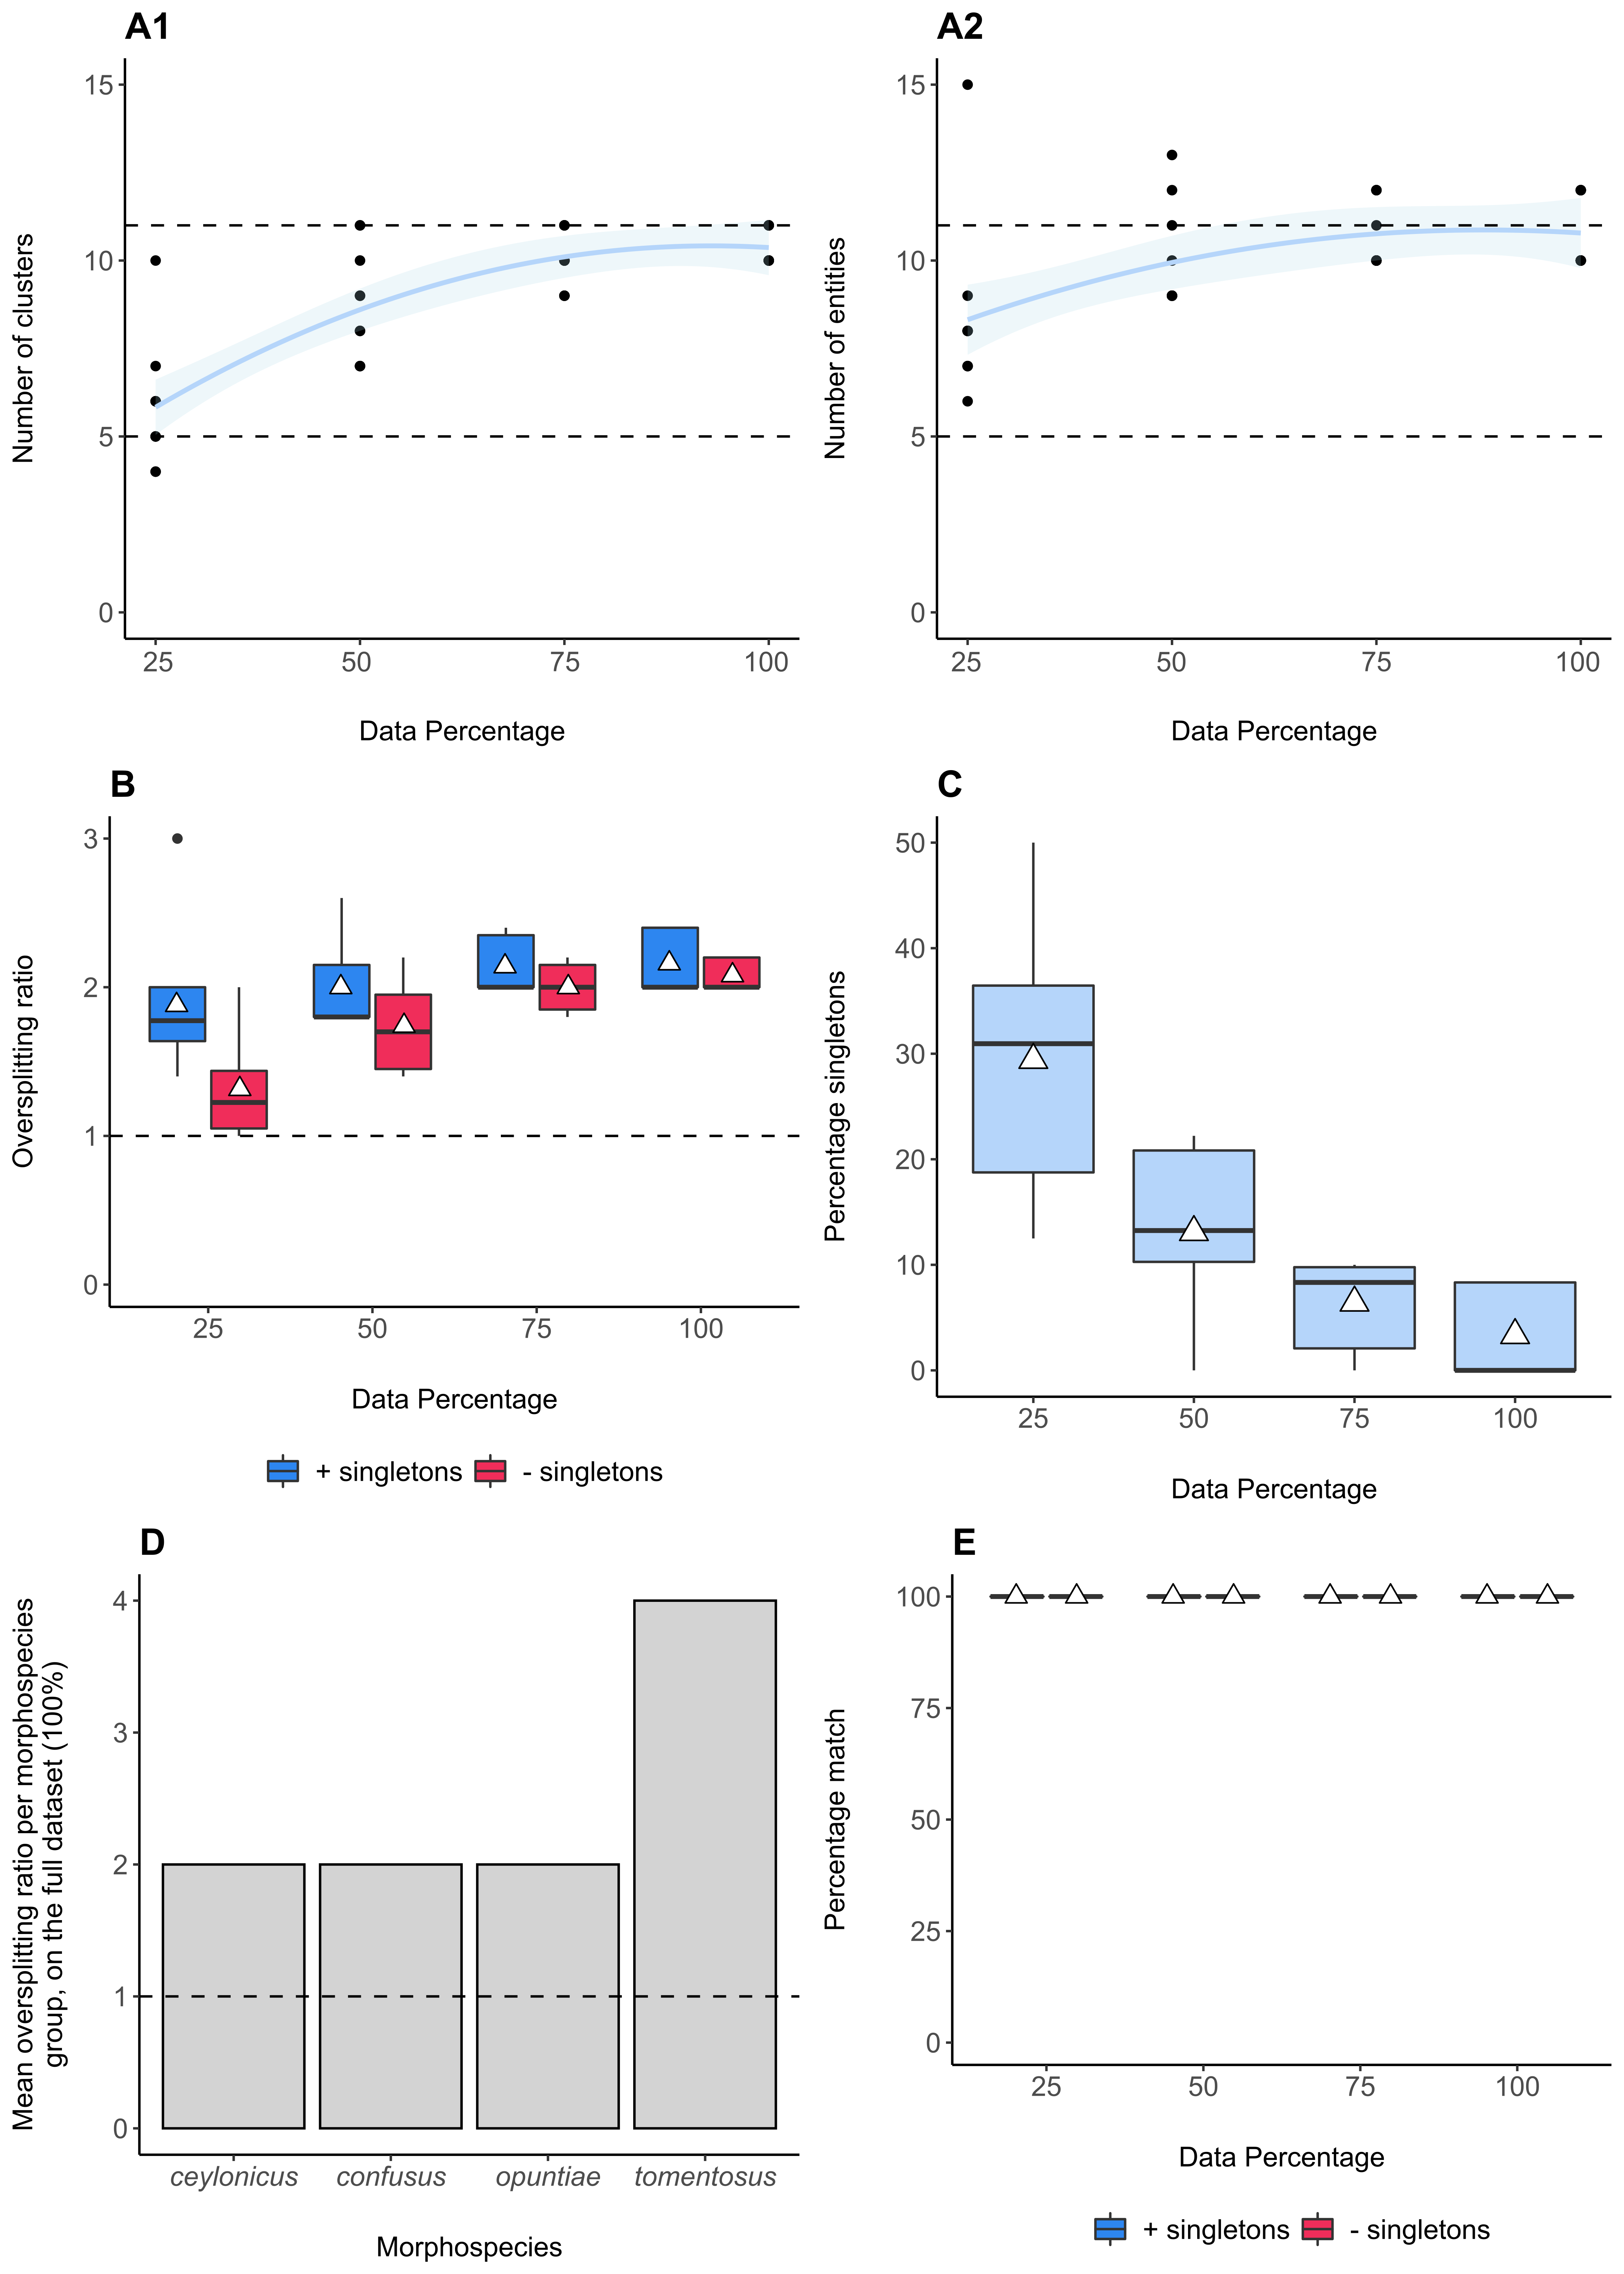 A1
Number of clusters
15
10
5
0
25 50 75 100
Data Percentage
A2
Number of entities
15
10
5
0
25 50 75 100
Data Percentage
B
Oversplitting ratio
3
2
1
0
25 50 75 100
Data Percentage
+ singletons - singletons
C
Percentage singletons
50
40
30
20
10
0
25 50 75 100
Data Percentage
D
Mean oversplitting ratio per morphospecies
group, on the full dataset (100%)
4
3
2
1
0
ceylonicus confusus opuntiae tomentosus
Morphospecies
E
Percentage match
100
75
50
25
0
25 50 75 100
Data Percentage
+ singletons - singletons